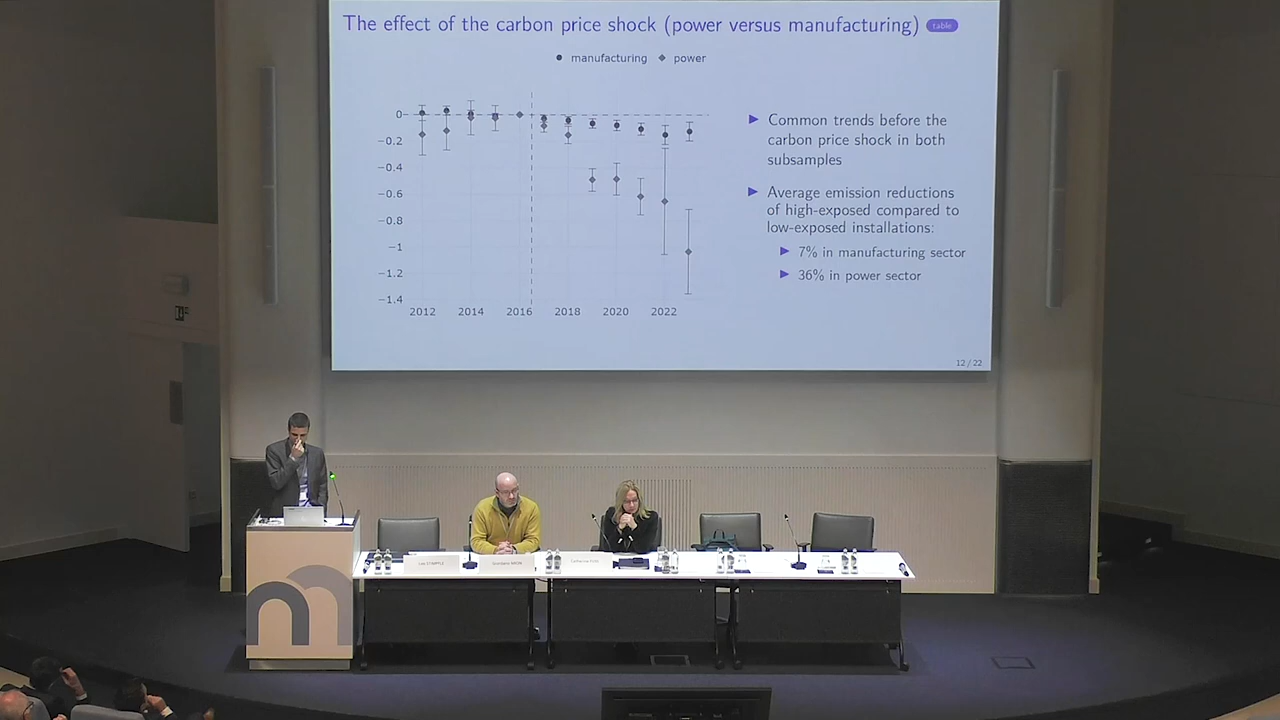 The effect of the carbon price shock (power versus manufacturing) table
manufacturing power
0
−0.2
−0.4
−0.6
−0.8
−1
−1.2
−1.4
2012 2014 2016 2018 2020 2022
Common trends before the
carbon price shock in both
subsamples
Average emission reductions
of high-exposed compared to
low-exposed installations:
7% in manufacturing sector
36% in power sector
12 / 22